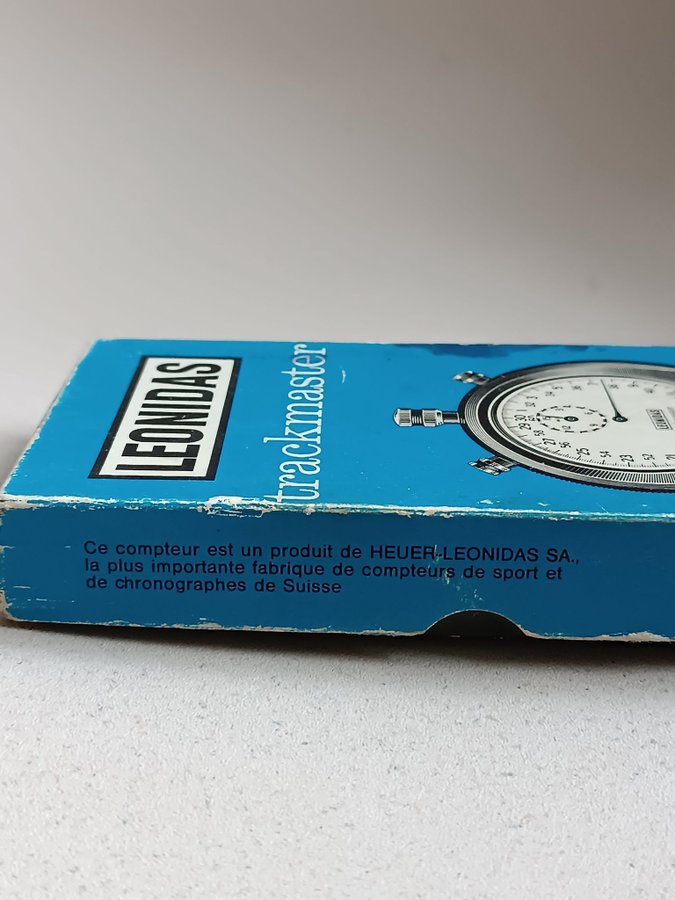 LEONIDAS
trackmaster
LEONIDAS
Ce compteur est un produit de HEUER-LEONIDAS SA.,
la plus importante fabrique de compteurs de sport et
de chronographes de Suisse